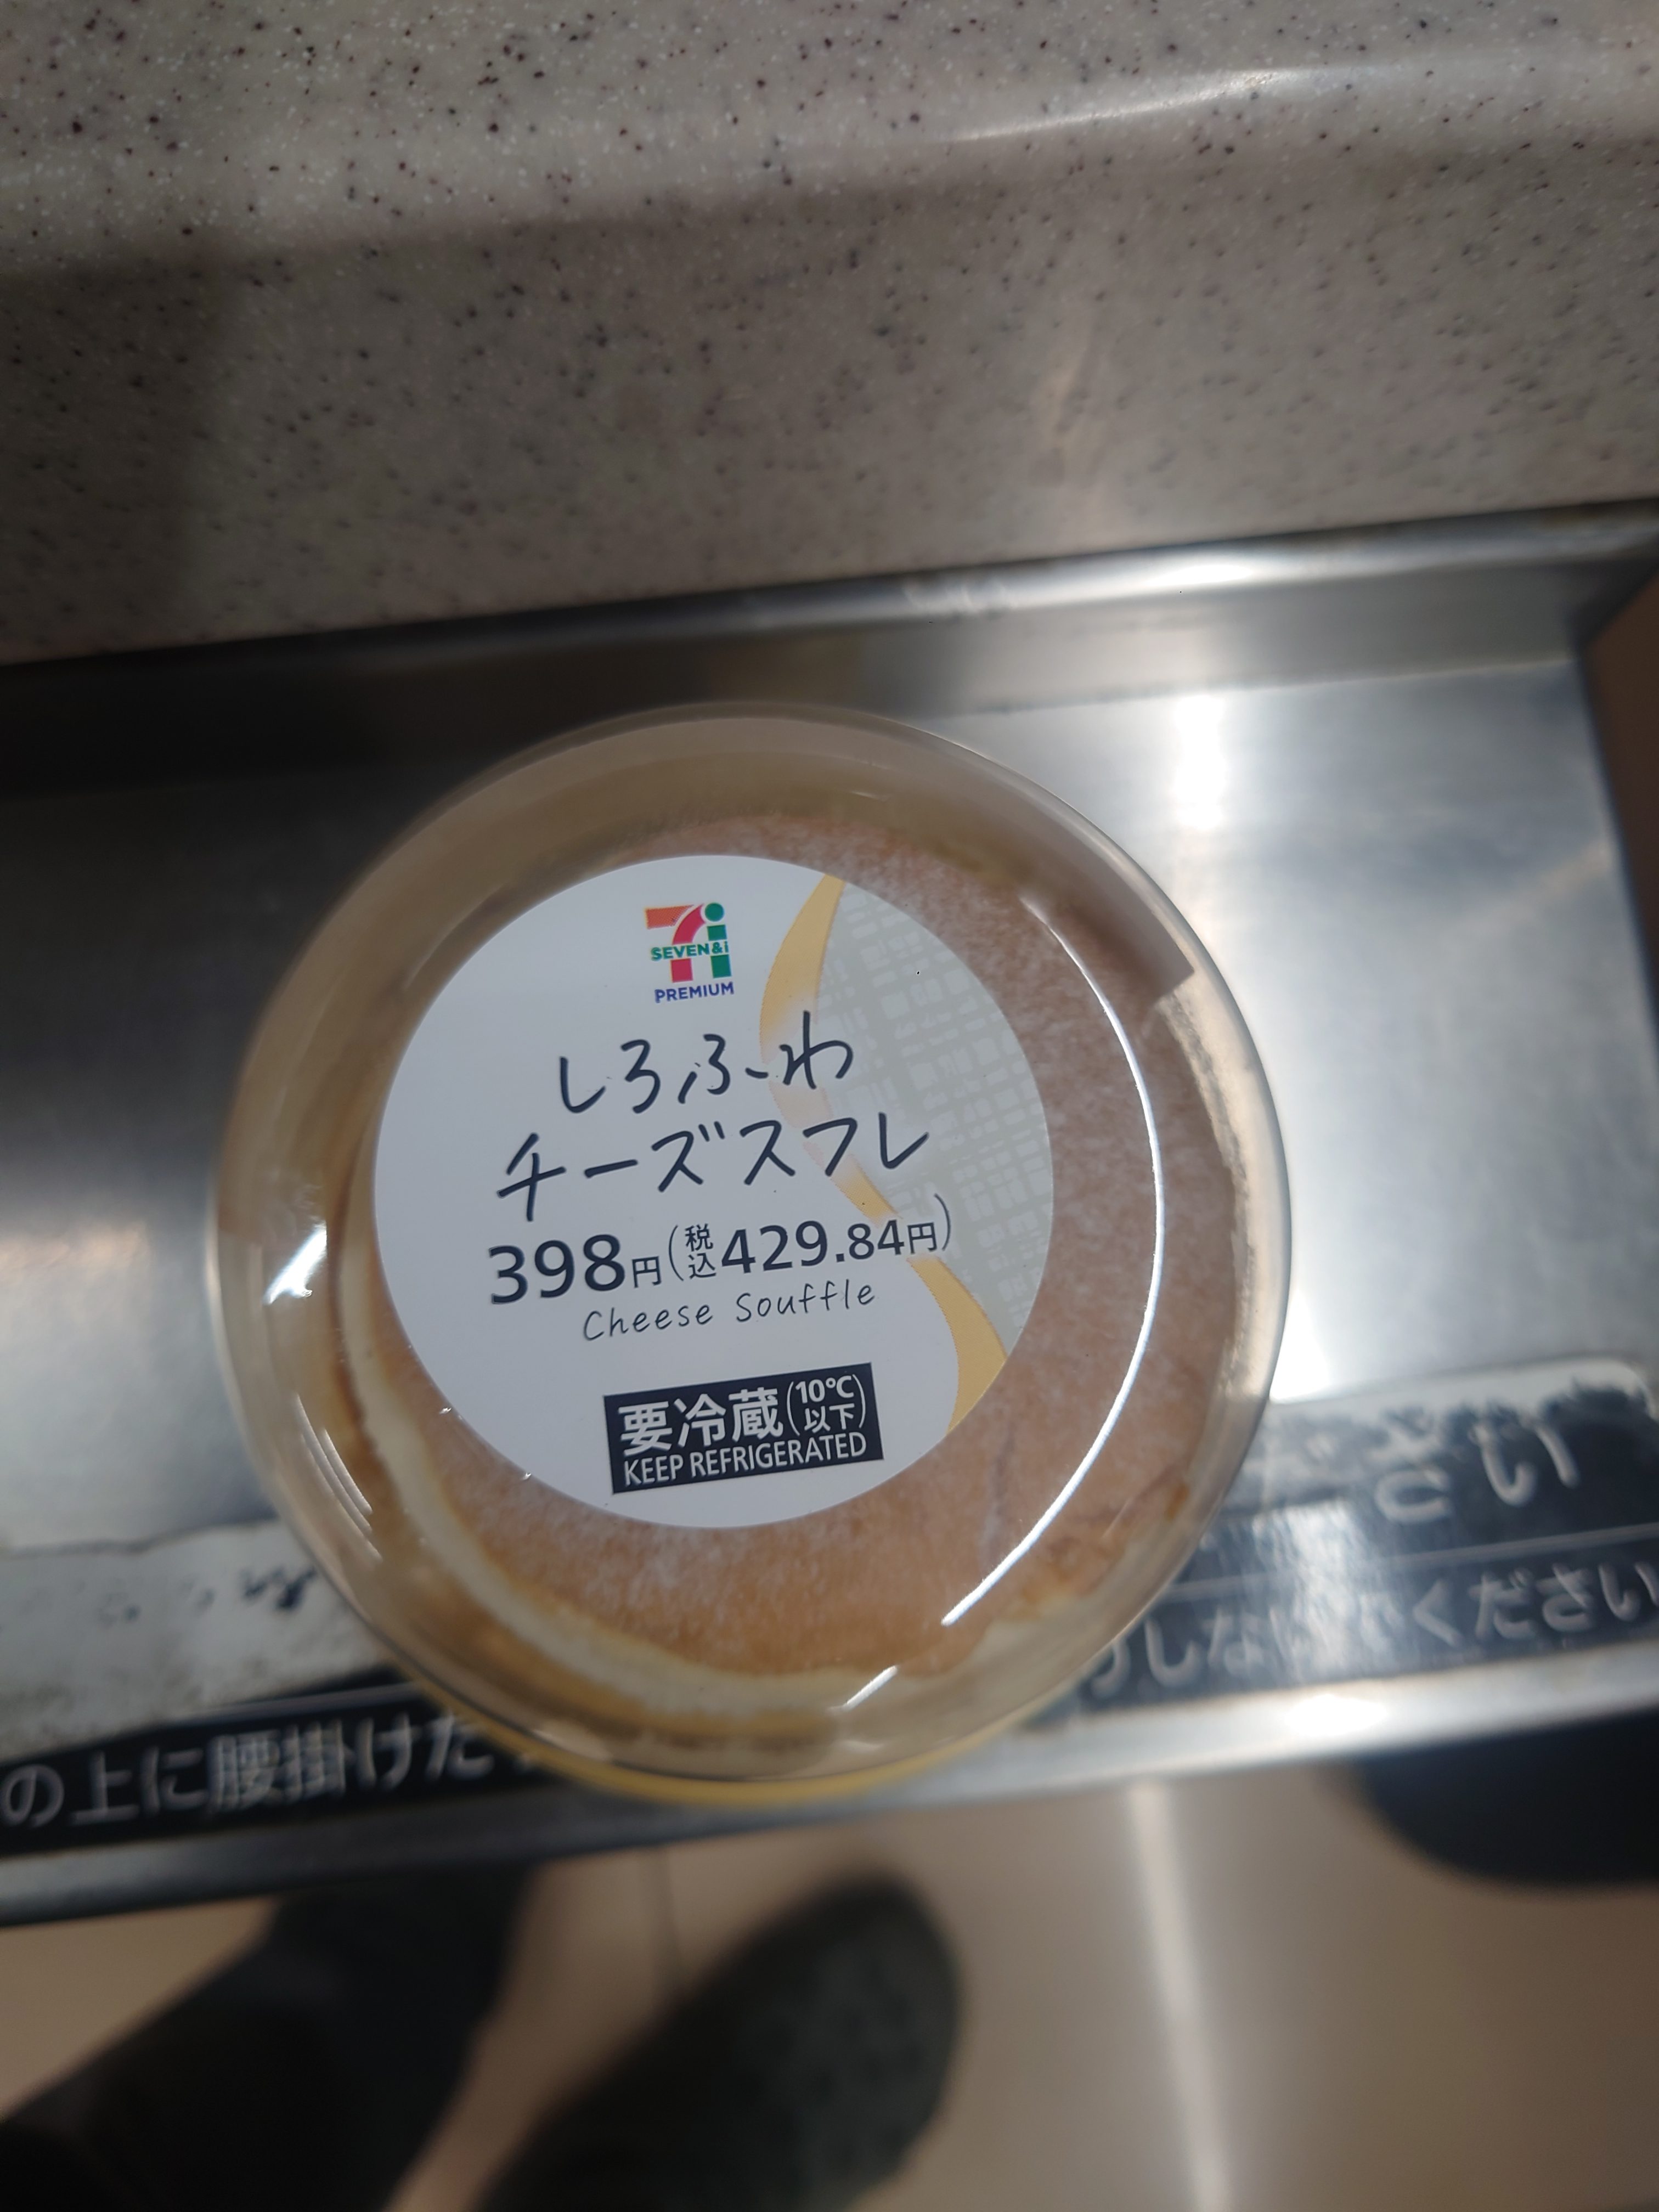 SEVEN&i
PREMIUM
しろふわ
チーズスフレ
398円(税込429.84円)
Cheese Souffle
要冷蔵(10℃以下)
KEEP REFRIGERATED
さい
しないでください
の上に腰掛けた